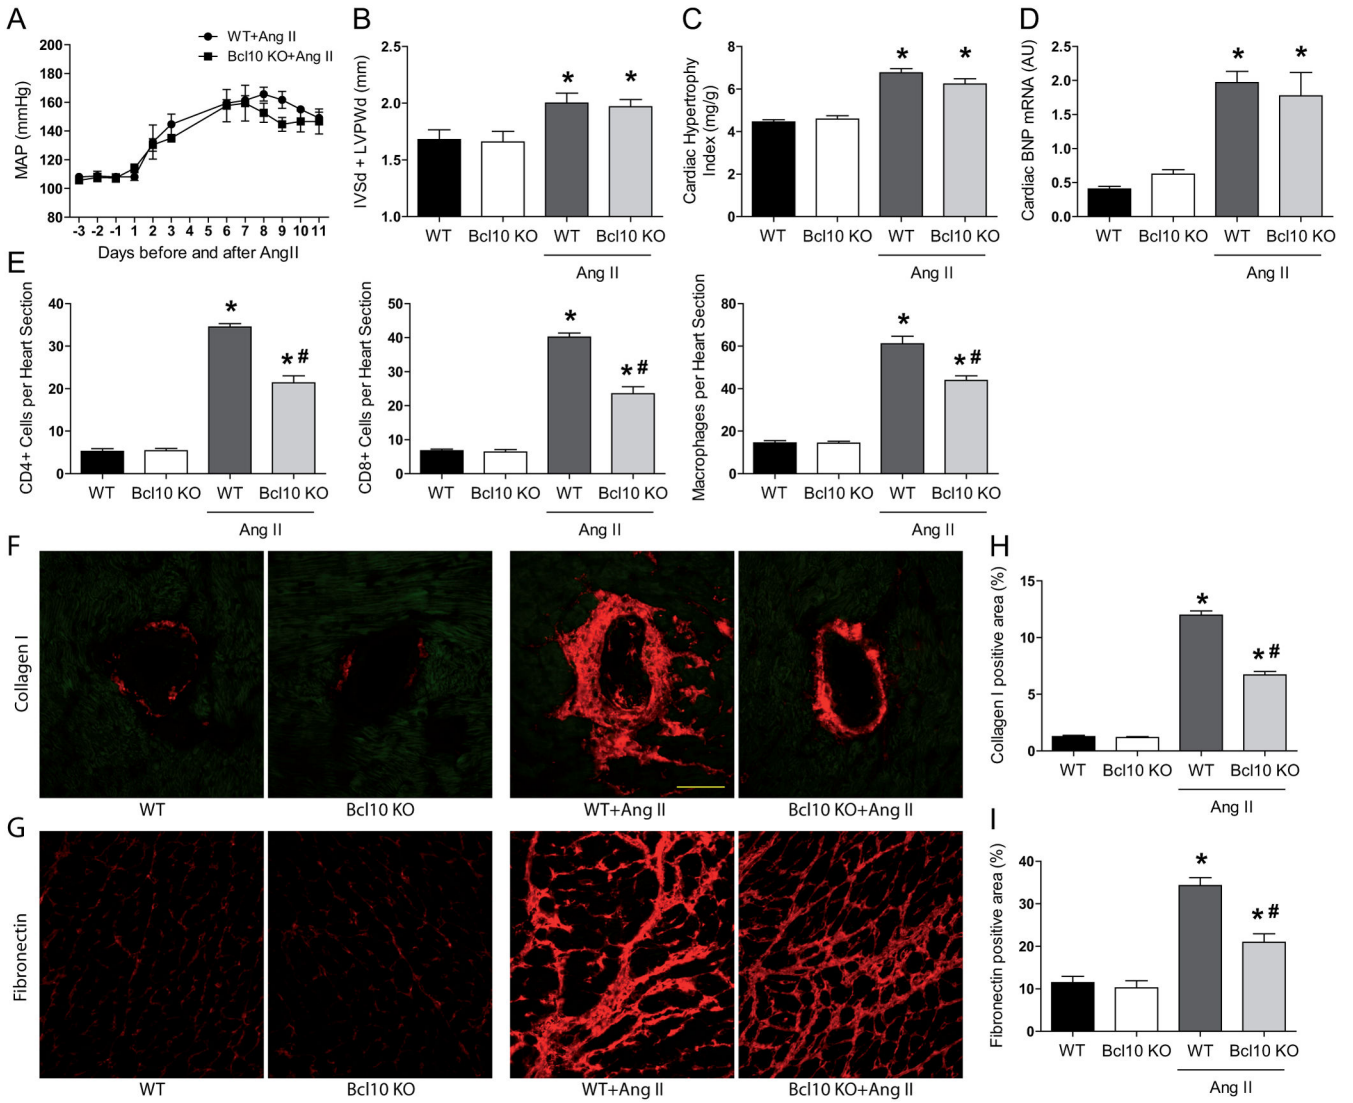 A
WT+Ang II
Bcl10 KO+Ang II
MAP (mmHg)
200
180
160
140
120
100
80
-3 -2 -1 1 2 3 4 5 6 7 8 9 10 11
Days before and after AngII
B
IVSd + LVPWd (mm)
2.5
2.0
1.5
1.0
* *
WT Bcl10 KO WT Bcl10 KO
Ang II
C
Cardiac Hypertrophy
Index (mg/g)
8
6
4
2
0
* *
WT Bcl10 KO WT Bcl10 KO
Ang II
D
Cardiac BNP mRNA (AU)
2.5
2.0
1.5
1.0
0.5
0.0
* *
WT Bcl10 KO WT Bcl10 KO
Ang II
E
CD4+ Cells per Heart Section
40
30
20
10
0
*
* #
WT Bcl10 KO WT Bcl10 KO
Ang II
CD8+ Cells per Heart Section
50
40
30
20
10
0
*
* #
WT Bcl10 KO WT Bcl10 KO
Ang II
Macrophages per Heart Section
80
60
40
20
0
*
* #
WT Bcl10 KO WT Bcl10 KO
Ang II
F
Collagen I
WT
Bcl10 KO
WT+Ang II
Bcl10 KO+Ang II
G
Fibronectin
WT
Bcl10 KO
WT+Ang II
Bcl10 KO+Ang II
H
Collagen I positive area (%)
15
10
5
0
*
* #
WT Bcl10 KO WT Bcl10 KO
Ang II
I
Fibronectin positive area (%)
40
30
20
10
0
*
* #
WT Bcl10 KO WT Bcl10 KO
Ang II